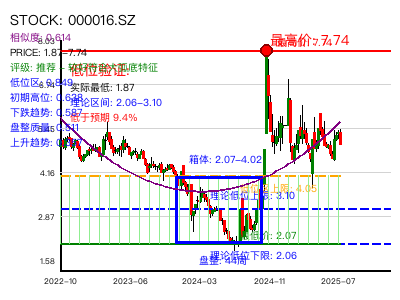 STOCK: 000016.SZ
相似度: 0.614
PRICE: 1.87–7.74
评级: 推荐
低位区: 0.849
初期高位: 0.638
下跌趋势: 0.587
盘整质量: 0.511
上升趋势: 0.
低位验证:
实际最低: 1.87
理论区间: 2.06–3.10
低于预期 9.4%
最高价: 7.74
箱体: 2.07–4.02
理论低位上限: 3.10
理论低位下限: 2.06
盘整: 44周
4.16
2.87
1.58
2022–10
2023–06
2024–03
2024–11
2025–07